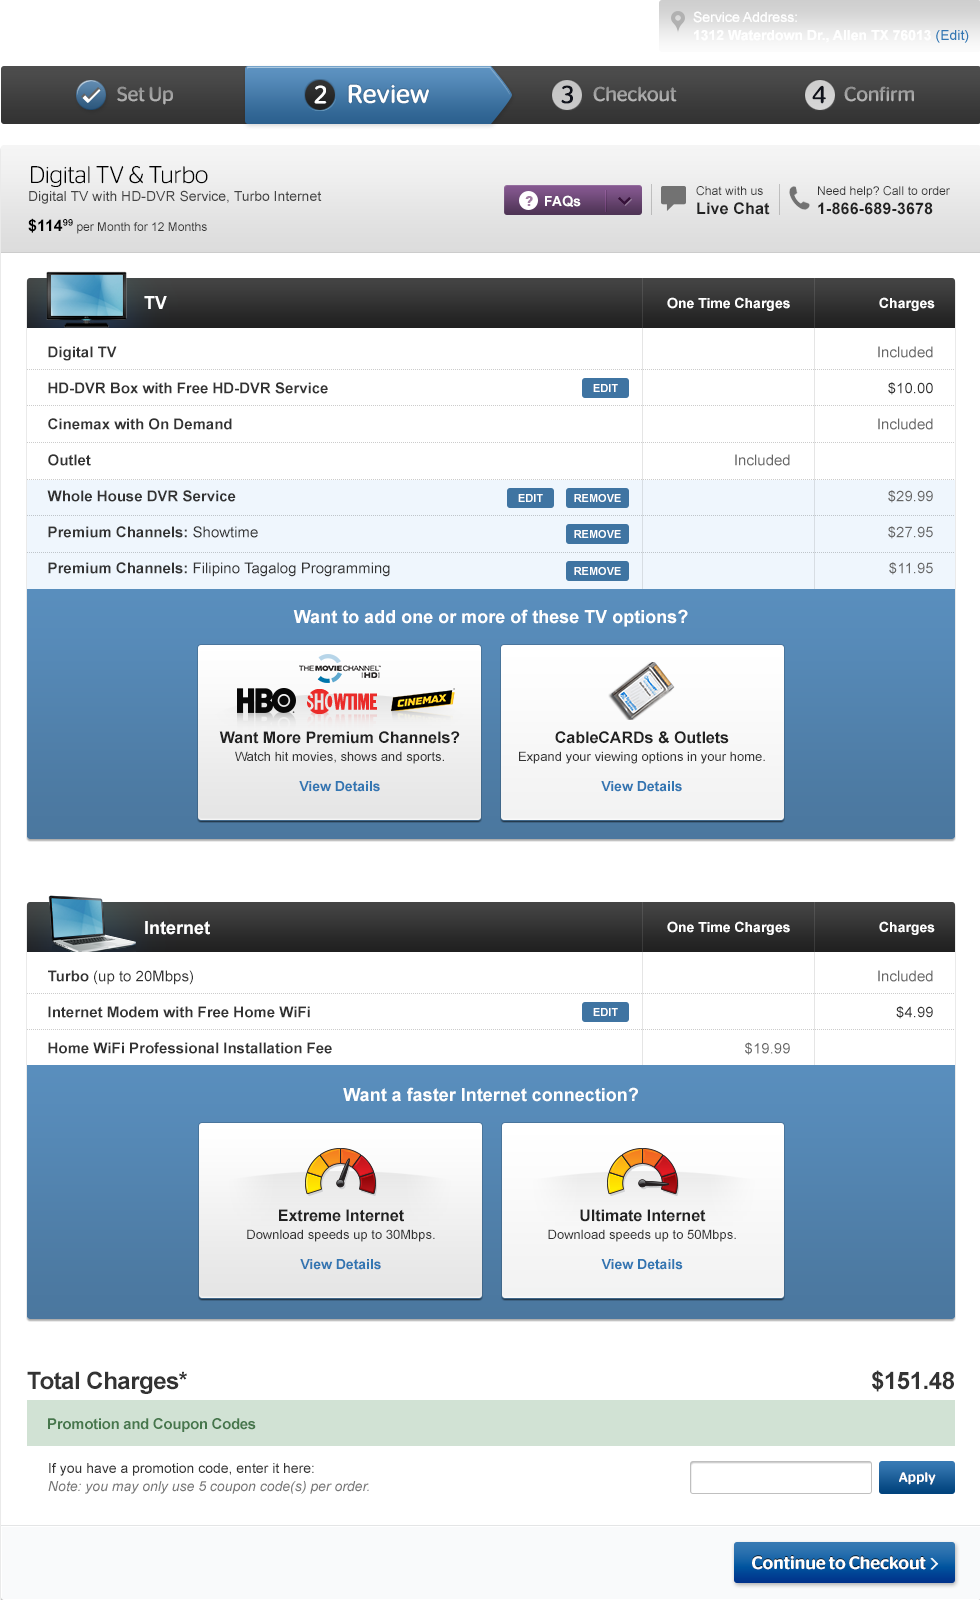 Service Address:
1312 Waterdown Dr., Allen TX 76013 (Edit)
Set Up
2 Review
3 Checkout
4 Confirm
Digital TV & Turbo
Digital TV with HD-DVR Service, Turbo Internet
$114⁹⁹ per Month for 12 Months
? FAQs
Chat with us
Live Chat
Need help? Call to order
1-866-689-3678
TV One Time Charges Charges
Digital TV Included
HD-DVR Box with Free HD-DVR Service EDIT $10.00
Cinemax with On Demand Included
Outlet Included
Whole House DVR Service EDIT REMOVE $29.99
Premium Channels: Showtime REMOVE $27.95
Premium Channels: Filipino Tagalog Programming REMOVE $11.95
Want to add one or more of these TV options?
THE MOVIE CHANNEL
HD
HBO SHOWTIME CINEMAX
Want More Premium Channels?
Watch hit movies, shows and sports.
View Details
CableCARDs & Outlets
Expand your viewing options in your home.
View Details
Internet One Time Charges Charges
Turbo (up to 20Mbps) Included
Internet Modem with Free Home WiFi EDIT $4.99
Home WiFi Professional Installation Fee $19.99
Want a faster Internet connection?
Extreme Internet
Download speeds up to 30Mbps.
View Details
Ultimate Internet
Download speeds up to 50Mbps.
View Details
Total Charges* $151.48
Promotion and Coupon Codes
If you have a promotion code, enter it here:
Note: you may only use 5 coupon code(s) per order.
Apply
Continue to Checkout >